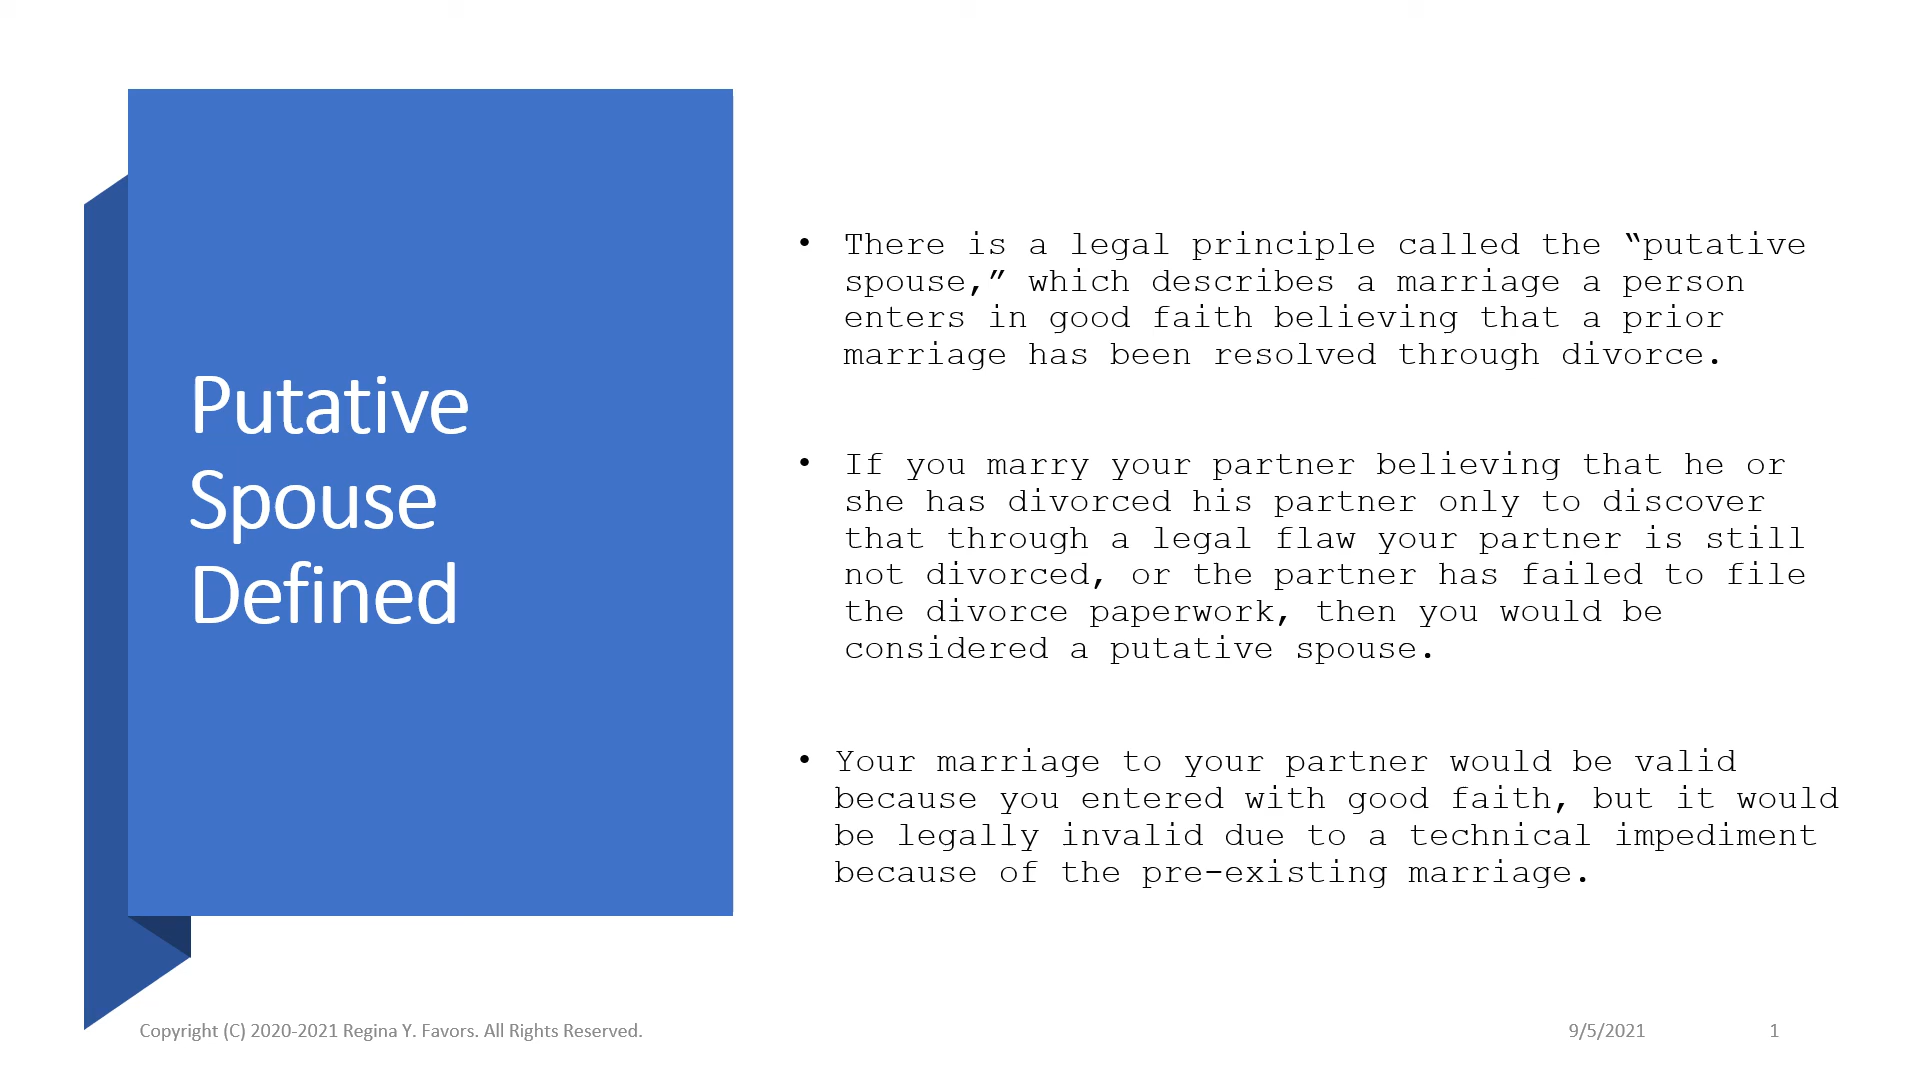 Putative
Spouse
Defined
• There is a legal principle called the “putative
spouse,” which describes a marriage a person
enters in good faith believing that a prior
marriage has been resolved through divorce.
• If you marry your partner believing that he or
she has divorced his partner only to discover
that through a legal flaw your partner is still
not divorced, or the partner has failed to file
the divorce paperwork, then you would be
considered a putative spouse.
• Your marriage to your partner would be valid
because you entered with good faith, but it would
be legally invalid due to a technical impediment
because of the pre-existing marriage.
Copyright (C) 2020-2021 Regina Y. Favors. All Rights Reserved.
9/5/2021
1